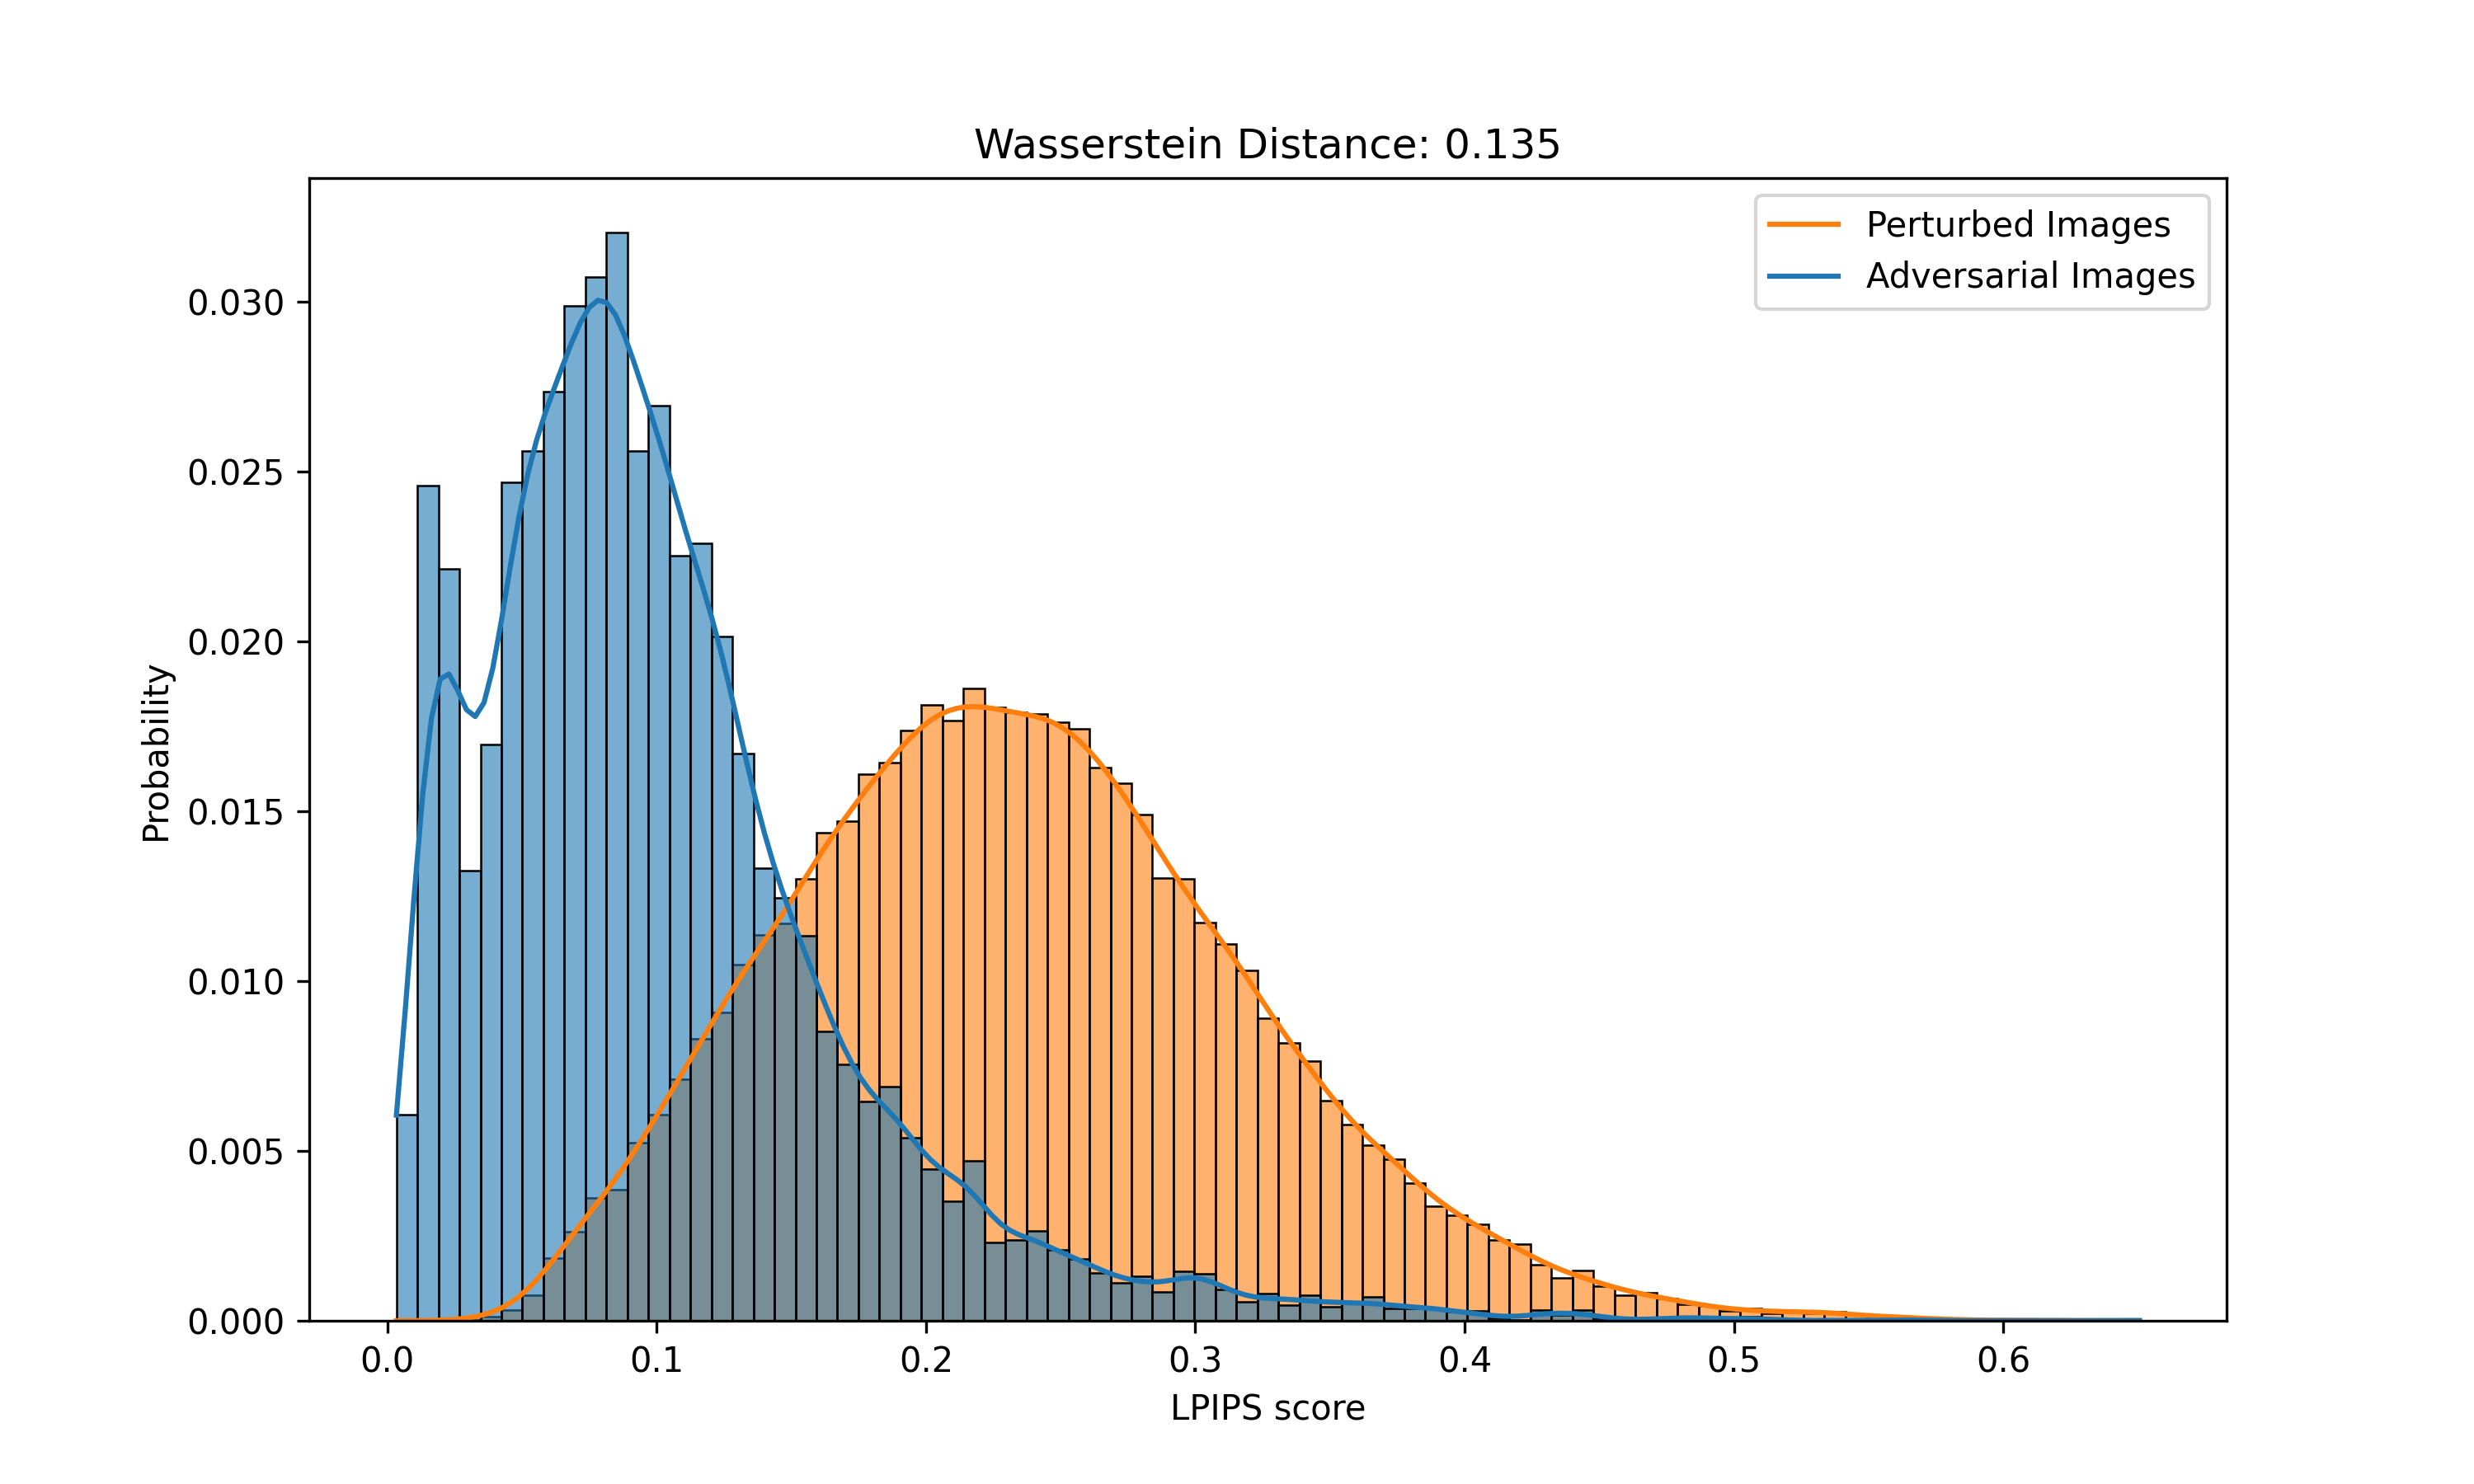 Wasserstein Distance: 0.135
Perturbed Images
Adversarial Images
Probability
0.030
0.025
0.020
0.015
0.010
0.005
0.000
0.0 0.1 0.2 0.3 0.4 0.5 0.6
LPIPS score